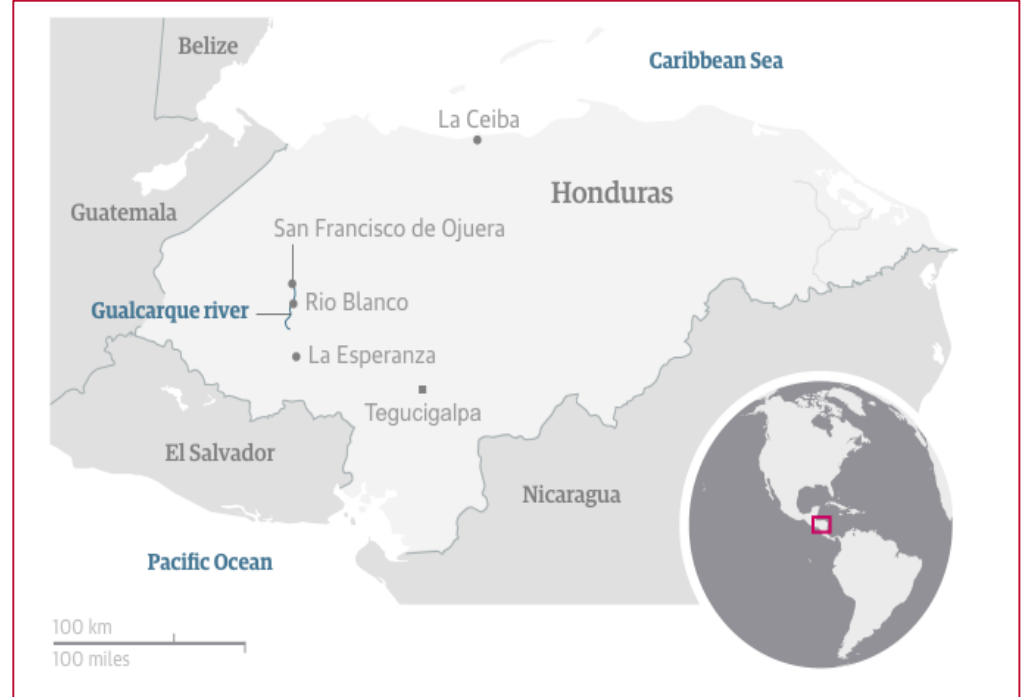 Belize
Caribbean Sea
La Ceiba
Honduras
Guatemala
San Francisco de Ojuera
Gualcarque river
Rio Blanco
La Esperanza
Tegucigalpa
El Salvador
Nicaragua
Pacific Ocean
100 km
100 miles